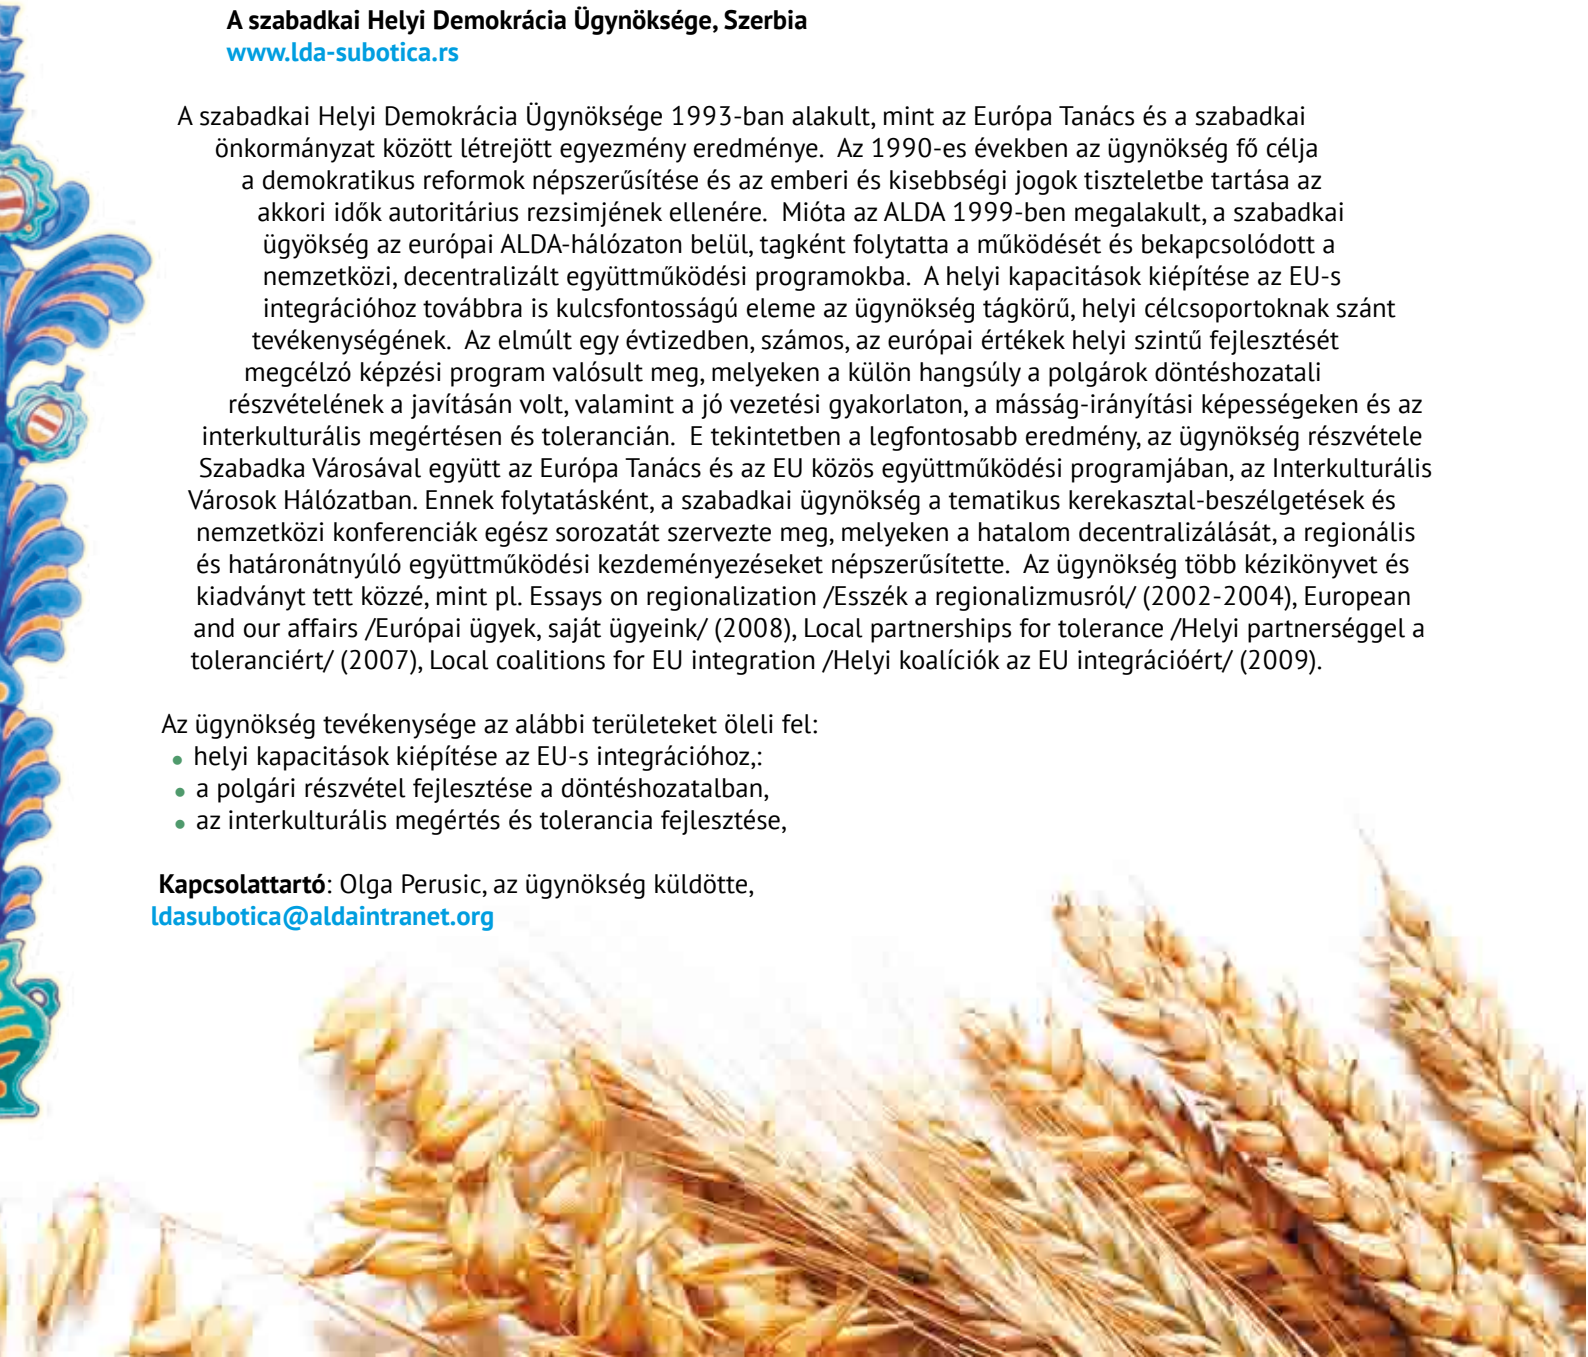 A szabadkai Helyi Demokrácia Ügynöksége, Szerbia
www.lda-subotica.rs
A szabadkai Helyi Demokrácia Ügynöksége 1993-ban alakult, mint az Európa Tanács és a szabadkai
önkormányzat között létrejött egyezmény eredménye. Az 1990-es években az ügynökség fő célja
a demokratikus reformok népszerűsítése és az emberi és kisebbségi jogok tiszteletbe tartása az
akkori idők autoritárius rezsimjének ellenére. Mióta az ALDA 1999-ben megalakult, a szabadkai
ügyökség az európai ALDA-hálózaton belül, tagként folytatta a működését és bekapcsolódott a
nemzetközi, decentralizált együttműködési programokba. A helyi kapacitások kiépítése az EU-s
integrációhoz továbbra is kulcsfontosságú eleme az ügynökség tágkörű, helyi célcsoportoknak szánt
tevékenységének. Az elmúlt egy évtizedben, számos, az európai értékek helyi szintű fejlesztését
megcélzó képzési program valósult meg, melyeken a külön hangsúly a polgárok döntéshozatali
részvételének a javításán volt, valamint a jó vezetési gyakorlaton, a másság-irányítási képességeken és az
interkulturális megértésen és tolerancián. E tekintetben a legfontosabb eredmény, az ügynökség részvétele
Szabadka Városával együtt az Európa Tanács és az EU közös együttműködési programjában, az Interkulturális
Városok Hálózatban. Ennek folytatásként, a szabadkai ügynökség a tematikus kerekasztal-beszélgetések és
nemzetközi konferenciák egész sorozatát szervezte meg, melyeken a hatalom decentralizálását, a regionális
és határonátnyúló együttműködési kezdeményezéseket népszerűsítette. Az ügynökség több kézikönyvet és
kiadványt tett közzé, mint pl. Essays on regionalization /Esszék a regionalizmusról/ (2002-2004), European
and our affairs /Európai ügyek, saját ügyeink/ (2008), Local partnerships for tolerance /Helyi partnerséggel a
toleranciért/ (2007), Local coalitions for EU integration /Helyi koalíciók az EU integrációért/ (2009).
Az ügynökség tevékenysége az alábbi területeket öleli fel:
• helyi kapacitások kiépítése az EU-s integrációhoz,:
• a polgári részvétel fejlesztése a döntéshozatalban,
• az interkulturális megértés és tolerancia fejlesztése,
Kapcsolattartó: Olga Perusic, az ügynökség küldötte,
ldasubotica@aldaintranet.org